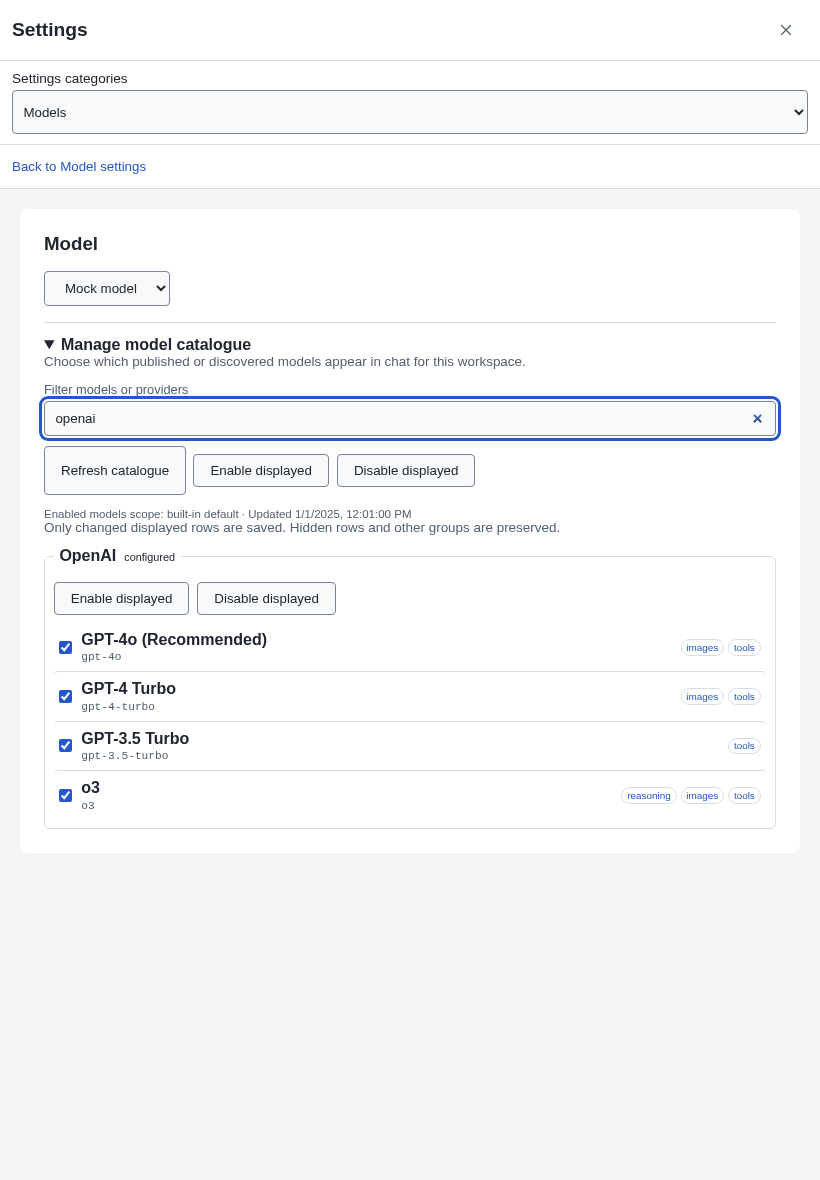 Settings
Settings categories
Models
Back to Model settings
Model
Mock model
Manage model catalogue
Choose which published or discovered models appear in chat for this workspace.
Filter models or providers
openai
Refresh catalogue Enable displayed Disable displayed
Enabled models scope: built-in default · Updated 1/1/2025, 12:01:00 PM
Only changed displayed rows are saved. Hidden rows and other groups are preserved.
OpenAI configured
Enable displayed Disable displayed
GPT-4o (Recommended)
gpt-4o
images tools
GPT-4 Turbo
gpt-4-turbo
images tools
GPT-3.5 Turbo
gpt-3.5-turbo
tools
o3
o3
reasoning images tools